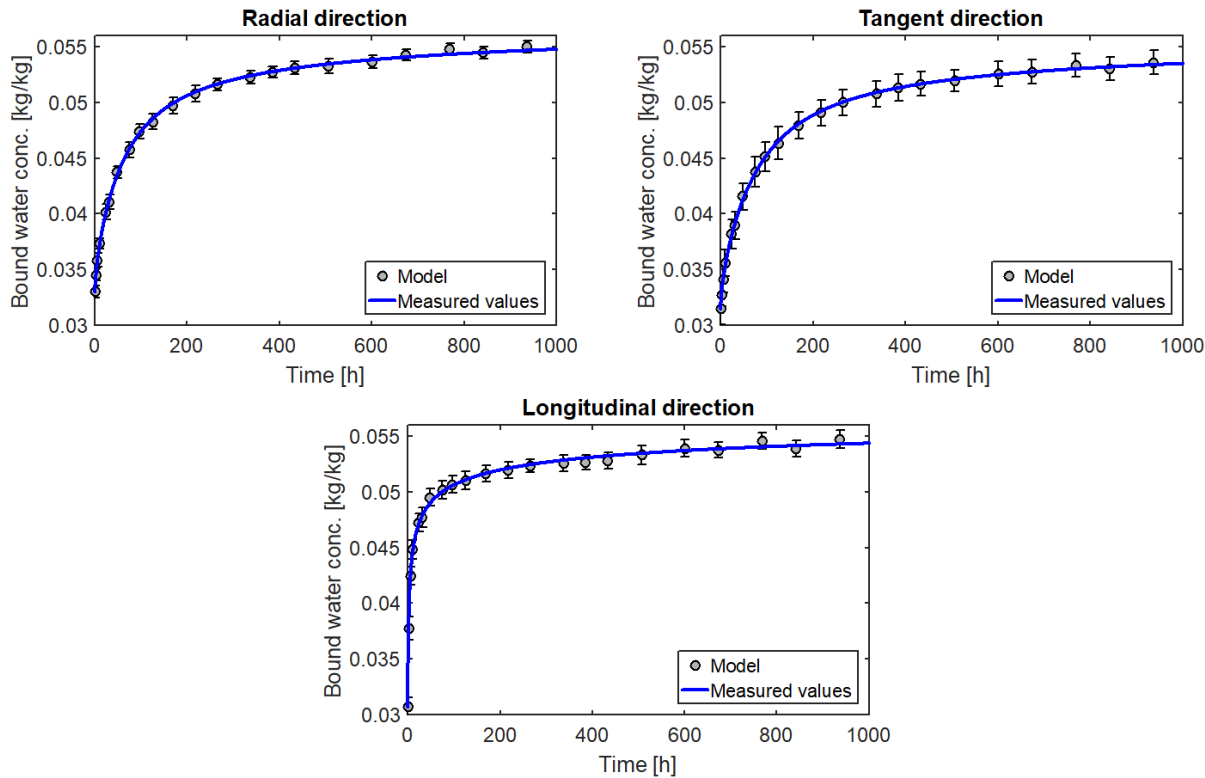 Radial direction
Bound water conc. [kg/kg]
0.055
0.05
0.045
0.04
0.035
0.03
Model
Measured values
0 200 400 600 800 1000
Time [h]
Tangent direction
Bound water conc. [kg/kg]
0.055
0.05
0.045
0.04
0.035
0.03
Model
Measured values
0 200 400 600 800 1000
Time [h]
Longitudinal direction
Bound water conc. [kg/kg]
0.055
0.05
0.045
0.04
0.035
0.03
Model
Measured values
0 200 400 600 800 1000
Time [h]